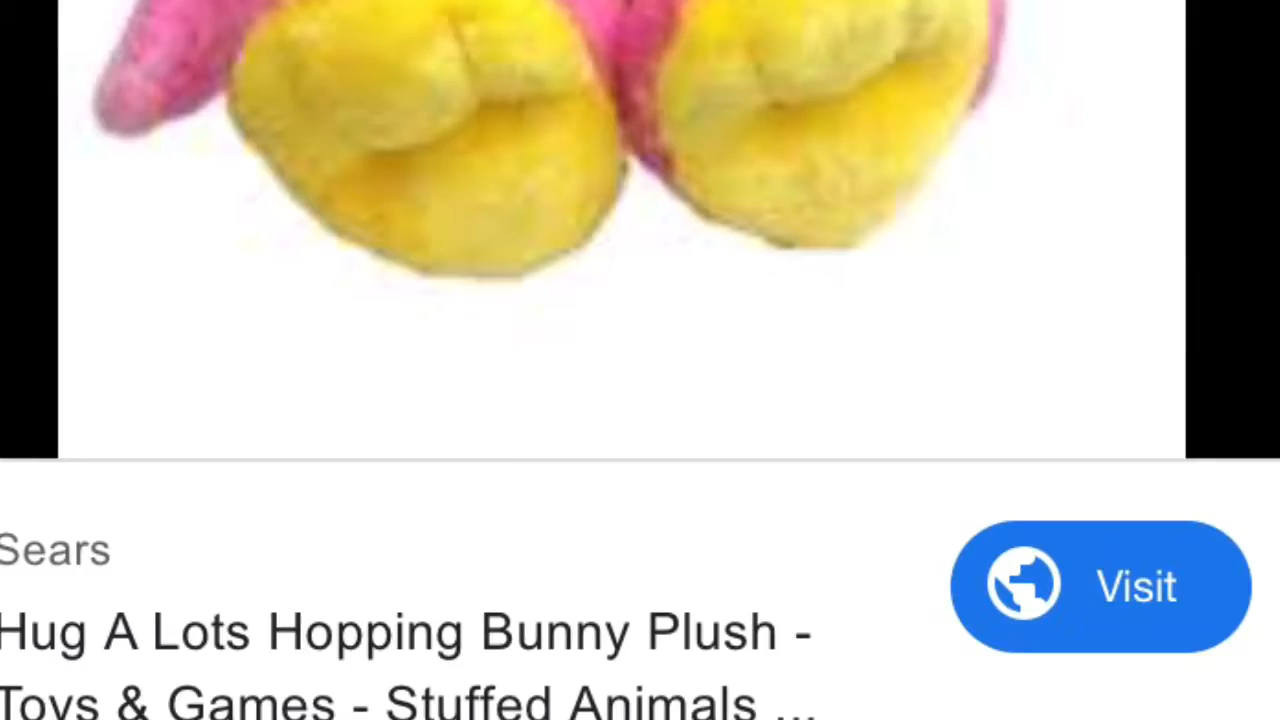 Sears
Visit
Hug A Lots Hopping Bunny Plush -
Toys & Games - Stuffed Animals ...